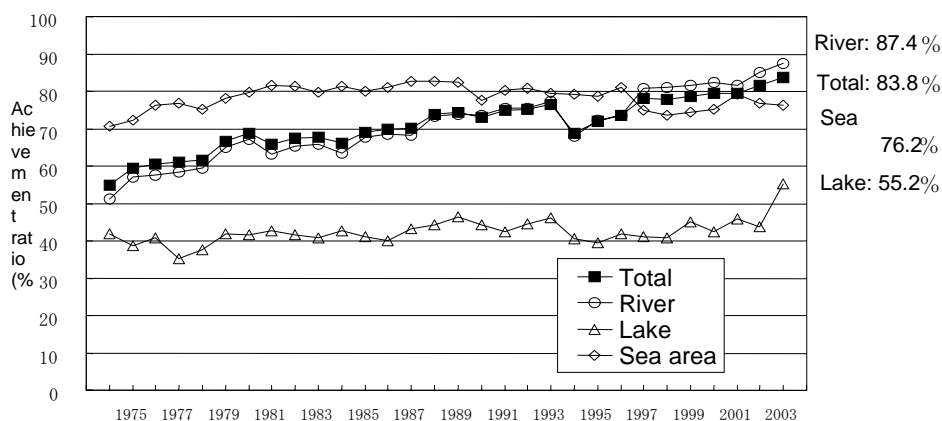 100
90
80
70
60
50
40
30
20
10
0
Ac
hie
ve
m
en
t
rat
io
(%
1975 1977 1979 1981 1983 1985 1987 1989 1991 1993 1995 1997 1999 2001 2003
Total
River
Lake
Sea area
River: 87.4%
Total: 83.8%
Sea
76.2%
Lake: 55.2%